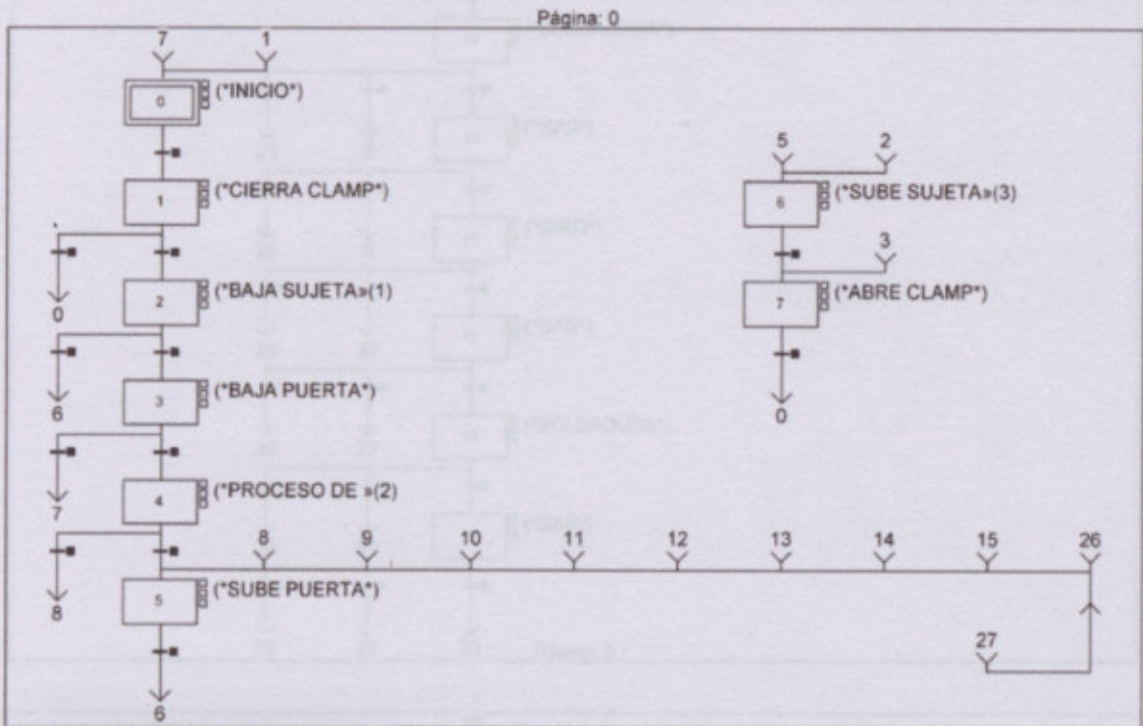 Página: 0
7 1
0 (*INICIO*)
1 (*CIERRA CLAMP*)
0
2 (*BAJA SUJETA»(1)
6
3 (*BAJA PUERTA*)
7
4 (*PROCESO DE »(2)
8 9 10 11 12 13 14 15 26
8
5 (*SUBE PUERTA*)
27
6
5 2
6 (*SUBE SUJETA»(3)
3
7 (*ABRE CLAMP*)
0